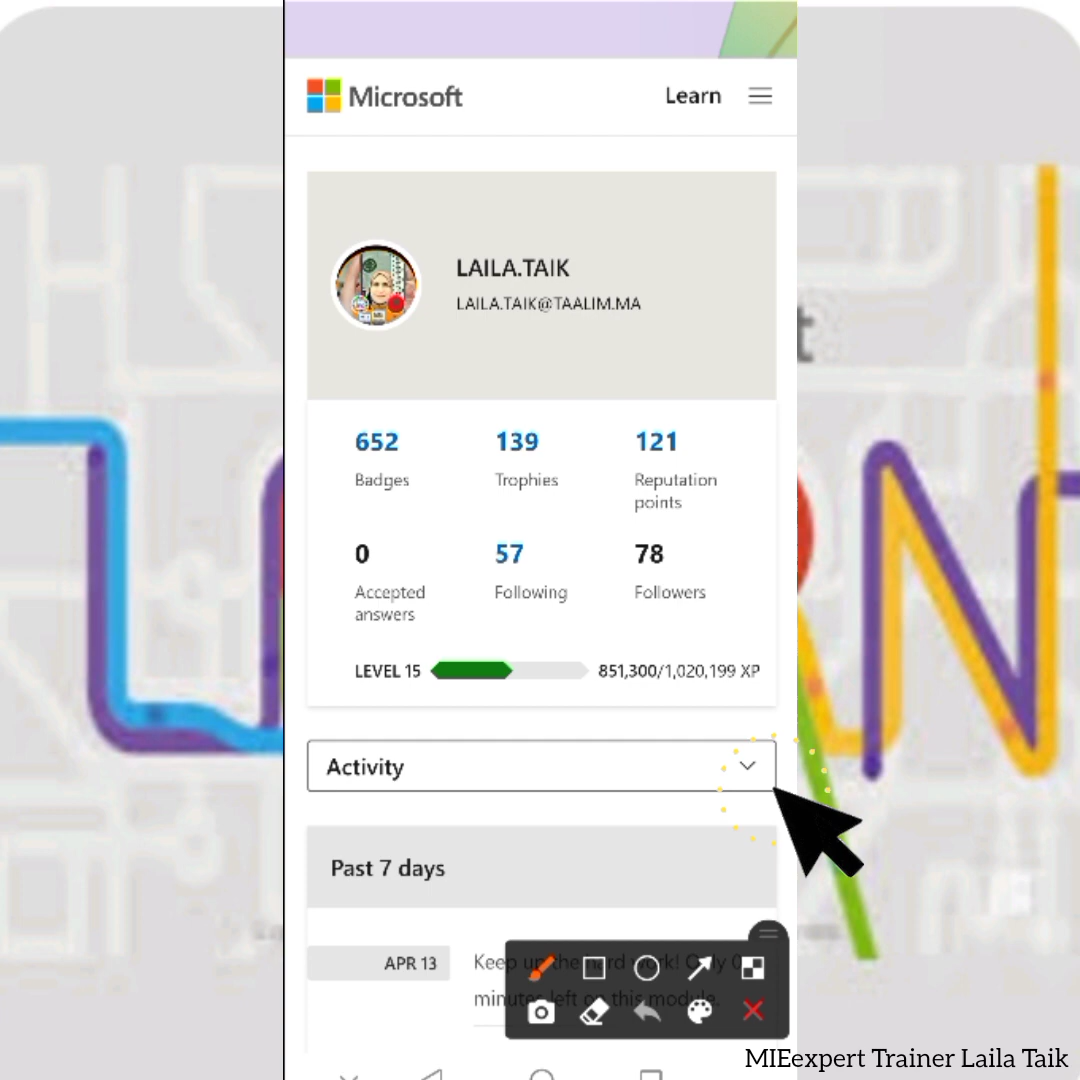 Microsoft
Learn
LAILA.TAIK
LAILA.TAIK@TAALIM.MA
652
139
121
Badges
Trophies
Reputation
points
0
57
78
Accepted
answers
Following
Followers
LEVEL 15
851,300/1,020,199 XP
Activity
Past 7 days
APR 13
Keep up the hard work! Only 0
minutes left on this module.
MIEexpert Trainer Laila Taik